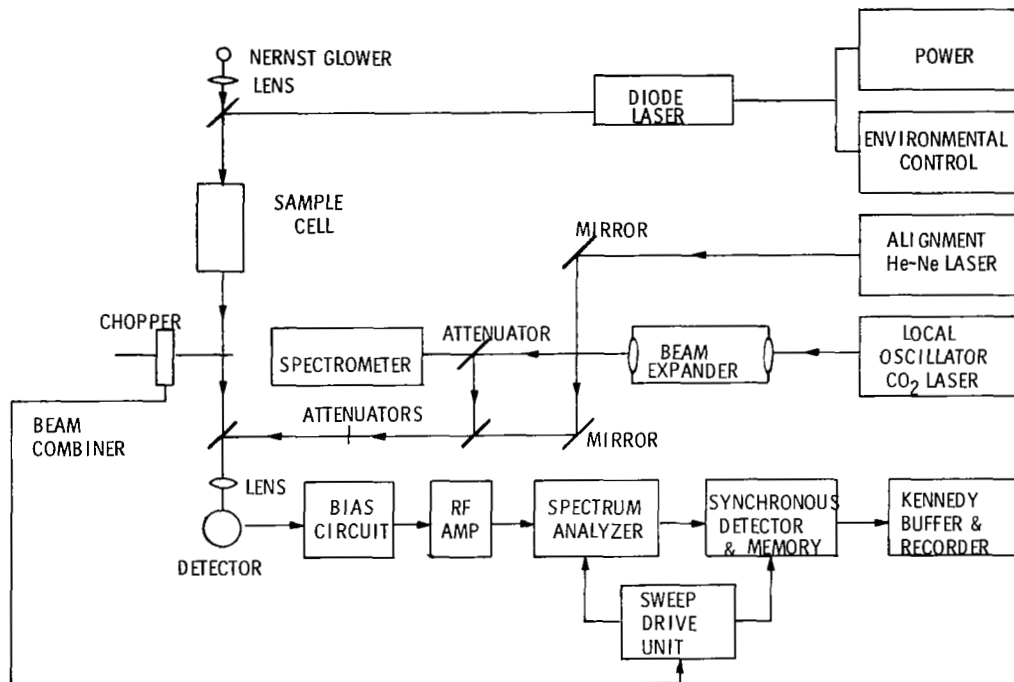 NERNST GLOWER
LENS
DIODE
LASER
POWER
ENVIRONMENTAL
CONTROL
SAMPLE
CELL
MIRROR
ALIGNMENT
He-Ne LASER
CHOPPER
SPECTROMETER
ATTENUATOR
BEAM
EXPANDER
LOCAL
OSCILLATOR
CO2 LASER
BEAM
COMBINER
ATTENUATORS
MIRROR
LENS
DETECTOR
BIAS
CIRCUIT
RF
AMP
SPECTRUM
ANALYZER
SYNCHRONOUS
DETECTOR
& MEMORY
KENNEDY
BUFFER &
RECORDER
SWEEP
DRIVE
UNIT